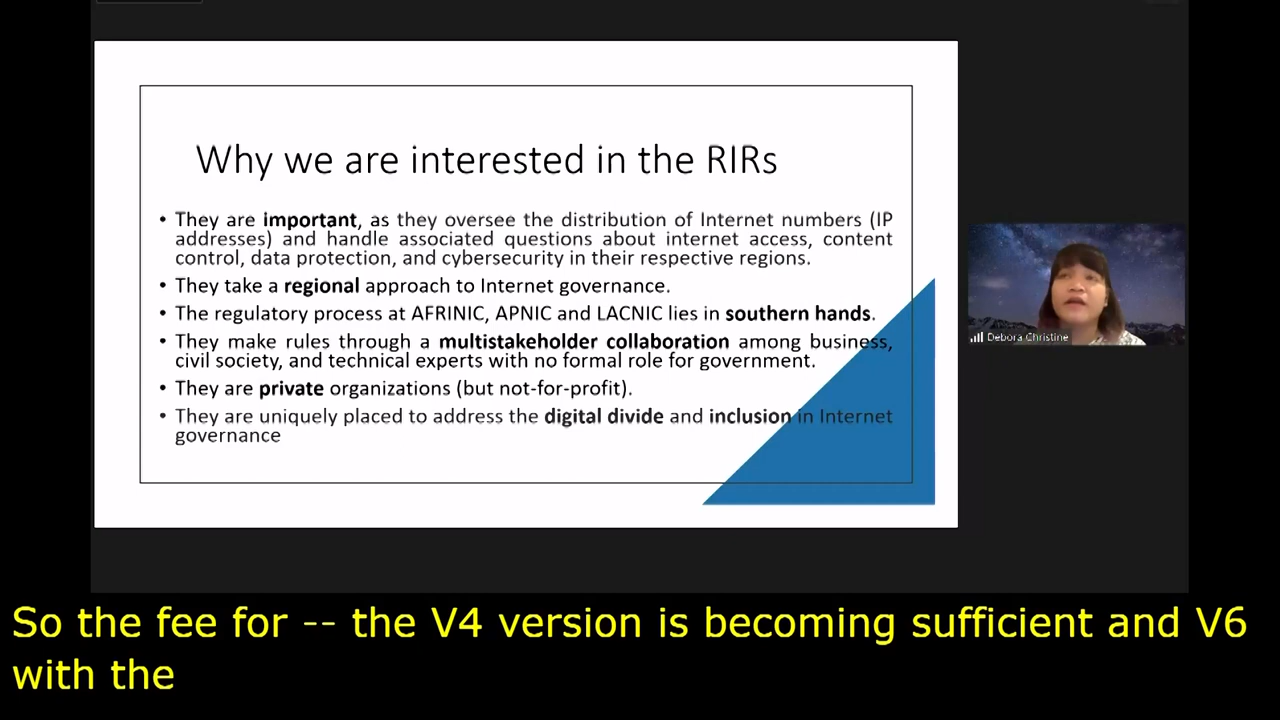 Why we are interested in the RIRs
• They are important, as they oversee the distribution of Internet numbers (IP
addresses) and handle associated questions about internet access, content
control, data protection, and cybersecurity in their respective regions.
• They take a regional approach to Internet governance.
• The regulatory process at AFRINIC, APNIC and LACNIC lies in southern hands.
• They make rules through a multistakeholder collaboration among business,
civil society, and technical experts with no formal role for government.
• They are private organizations (but not-for-profit).
• They are uniquely placed to address the digital divide and inclusion in Internet
governance
Debora Christine
So the fee for -- the V4 version is becoming sufficient and V6
with the